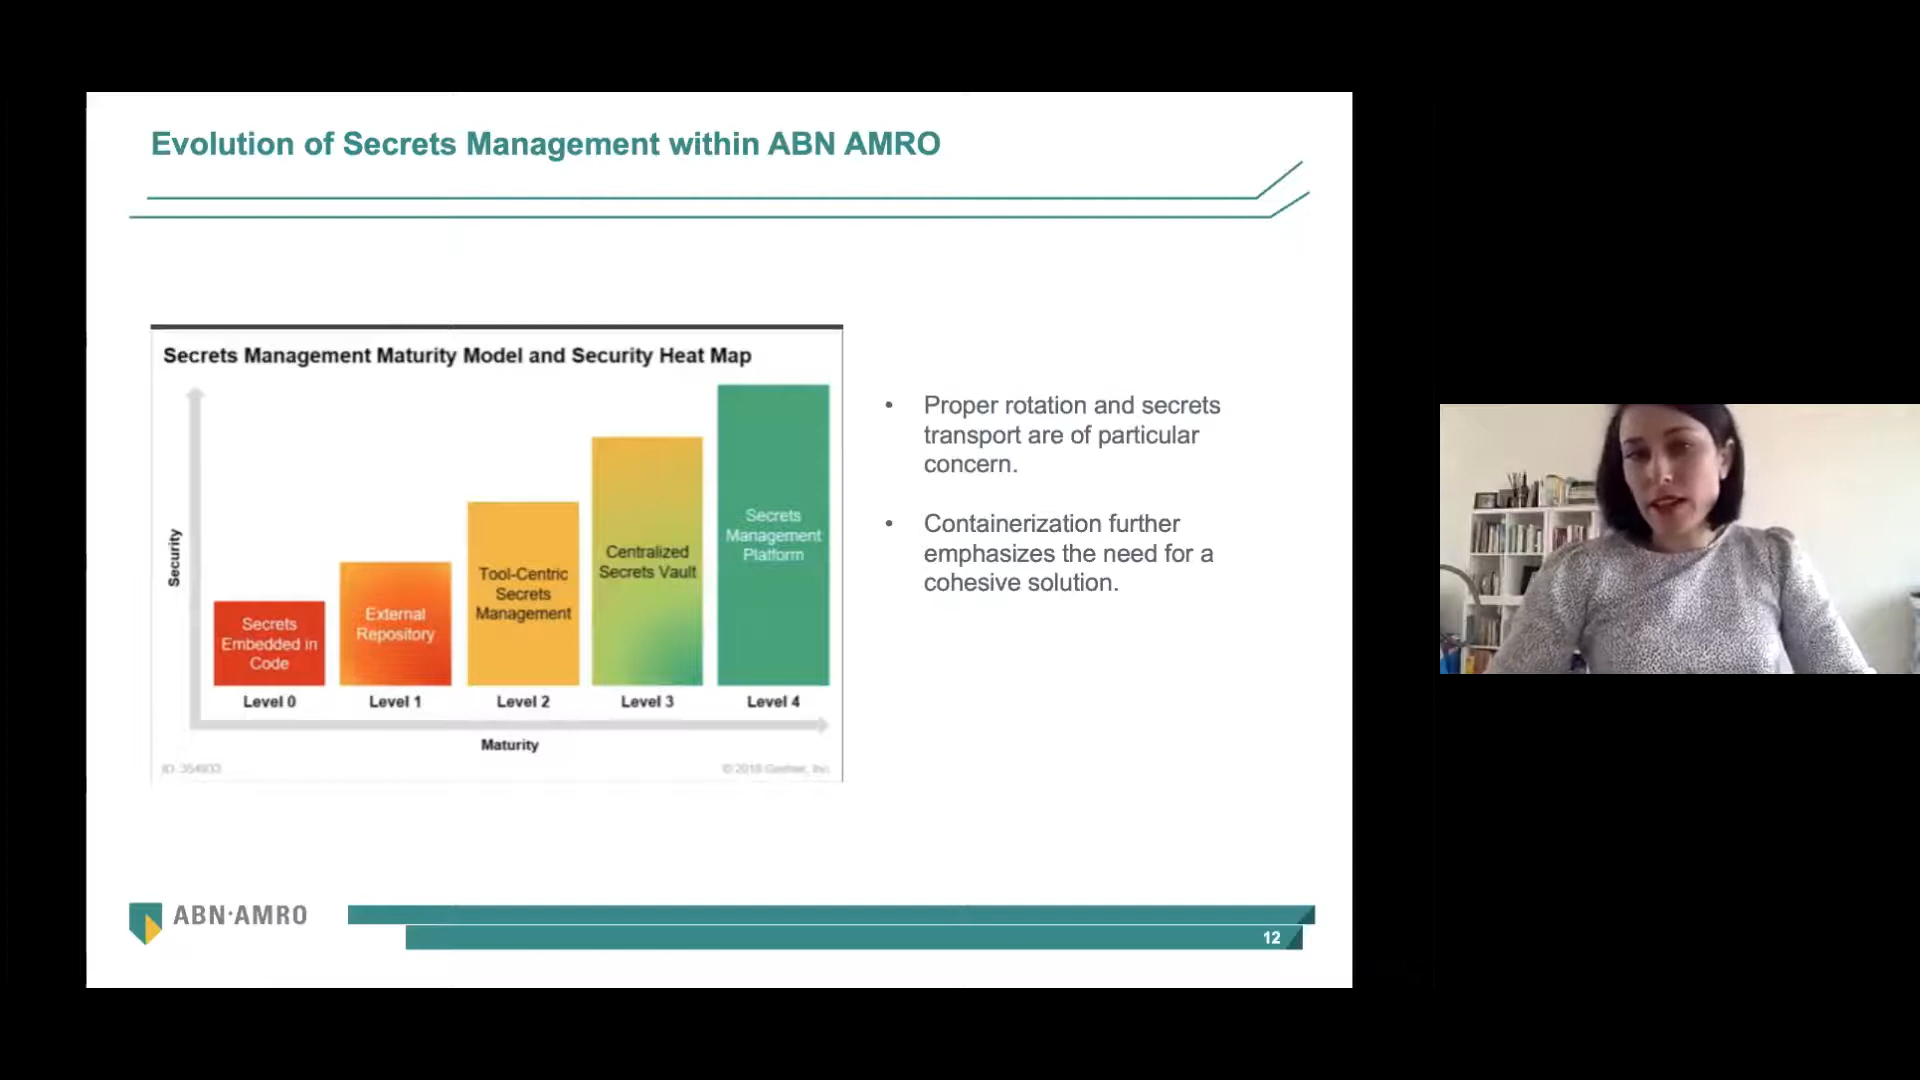 Evolution of Secrets Management within ABN AMRO
Secrets Management Maturity Model and Security Heat Map
Security
Secrets
Embedded in
Code
External
Repository
Tool-Centric
Secrets
Management
Centralized
Secrets Vault
Secrets
Management
Platform
Level 0
Level 1
Level 2
Level 3
Level 4
Maturity
ID: 354933
© 2018 Gartner, Inc.
• Proper rotation and secrets
transport are of particular
concern.
• Containerization further
emphasizes the need for a
cohesive solution.
ABN·AMRO
12